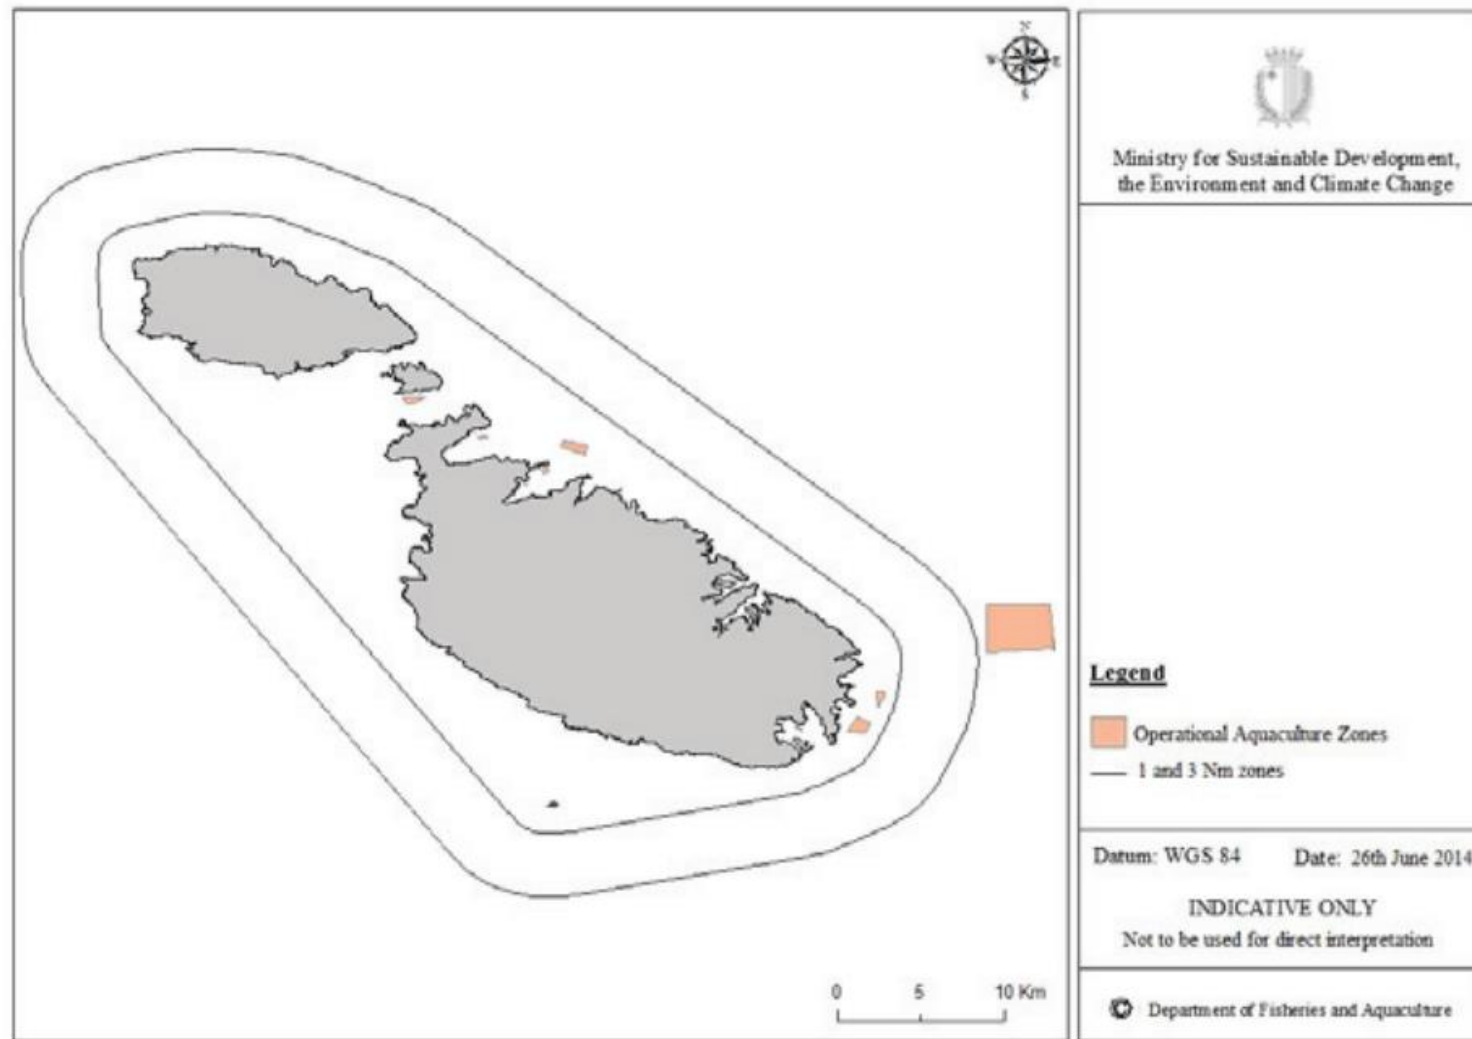 N
W E
S
Ministry for Sustainable Development,
the Environment and Climate Change
Legend
Operational Aquaculture Zones
1 and 3 Nm zones
Datum: WGS 84 Date: 26th June 2014
INDICATIVE ONLY
Not to be used for direct interpretation
0 5 10 Km
Department of Fisheries and Aquaculture